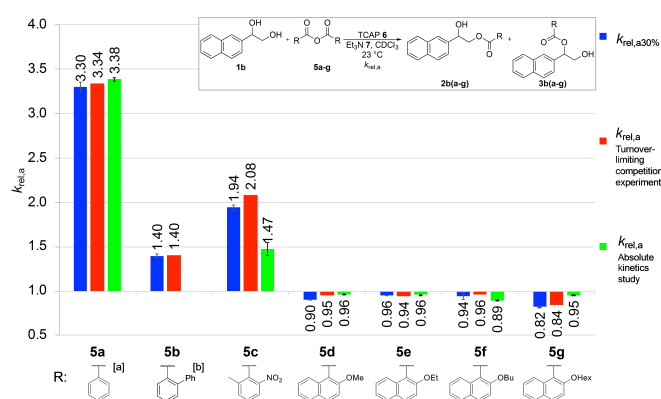 OH
OH
1b
+
R
O
O
O
R
5a-g
TCAP 6
Et₃N 7, CDCl₃
23 °C
k_rel,a
OH
O
R
O
2b(a-g)
+
R
O
O
OH
3b(a-g)
k_rel,a
4.0
3.5
3.0
2.5
2.0
1.5
1.0
0.5
3.30
3.34
3.38
1.40
1.40
1.94
2.08
1.47
0.90
0.95
0.96
0.96
0.94
0.96
0.94
0.96
0.89
0.82
0.84
0.95
k_rel,a30%
k_rel,a
Turnover-
limiting
competition
experiment
k_rel,a
Absolute
kinetics
study
5a 5b 5c 5d 5e 5f 5g
R:
[a]
[b]
Ph
NO₂
OMe
OEt
OBu
OHex